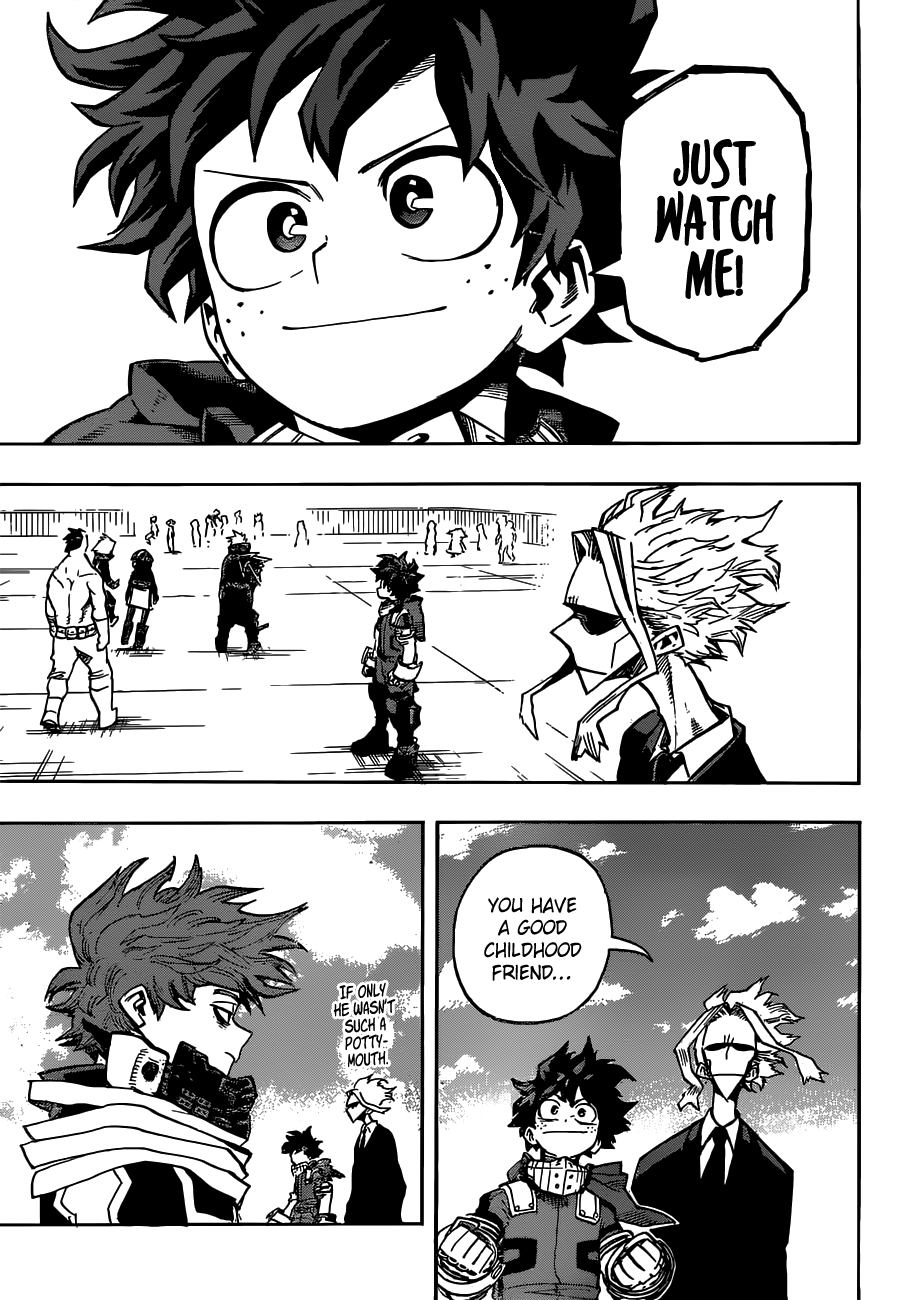 JUST
WATCH
ME!
YOU HAVE
A GOOD
CHILDHOOD
FRIEND...
IF ONLY
HE WASN'T
SUCH A
POTTY-
MOUTH.